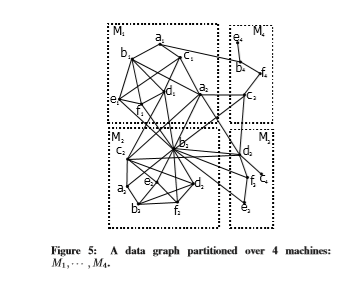 M₁
M₄
a₁
e₄
b₁
c₁
b₄
f₄
d₁
a₂
c₃
e₁
f₁
M₂
M₃
b₂
c₂
d₃
e₂
d₂
f₃
a₃
b₃
f₂
e₃
Figure 5: A data graph partitioned over 4 machines:
M₁, ⋯ , M₄.